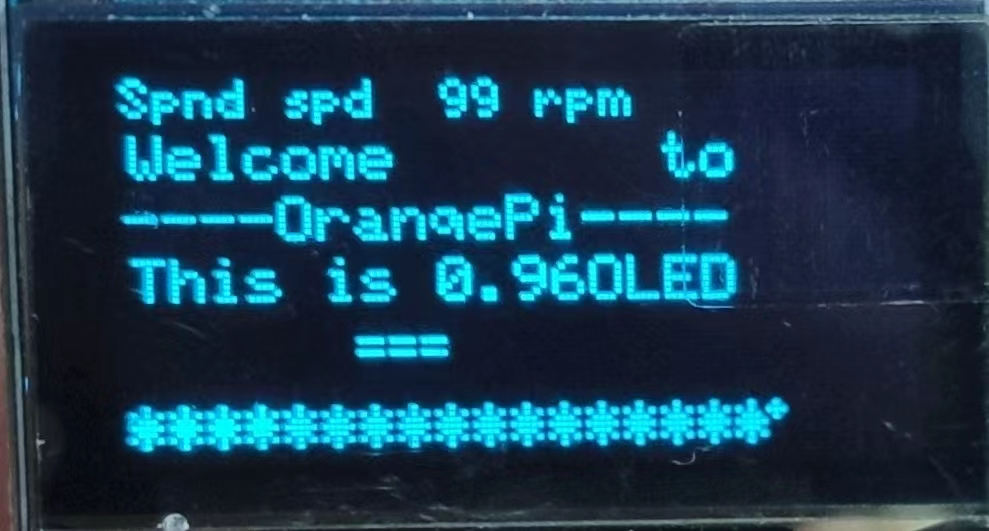 Spnd spd 99 rpm
Welcome to
----OrangePi----
This is 0.96OLED
===
*****************